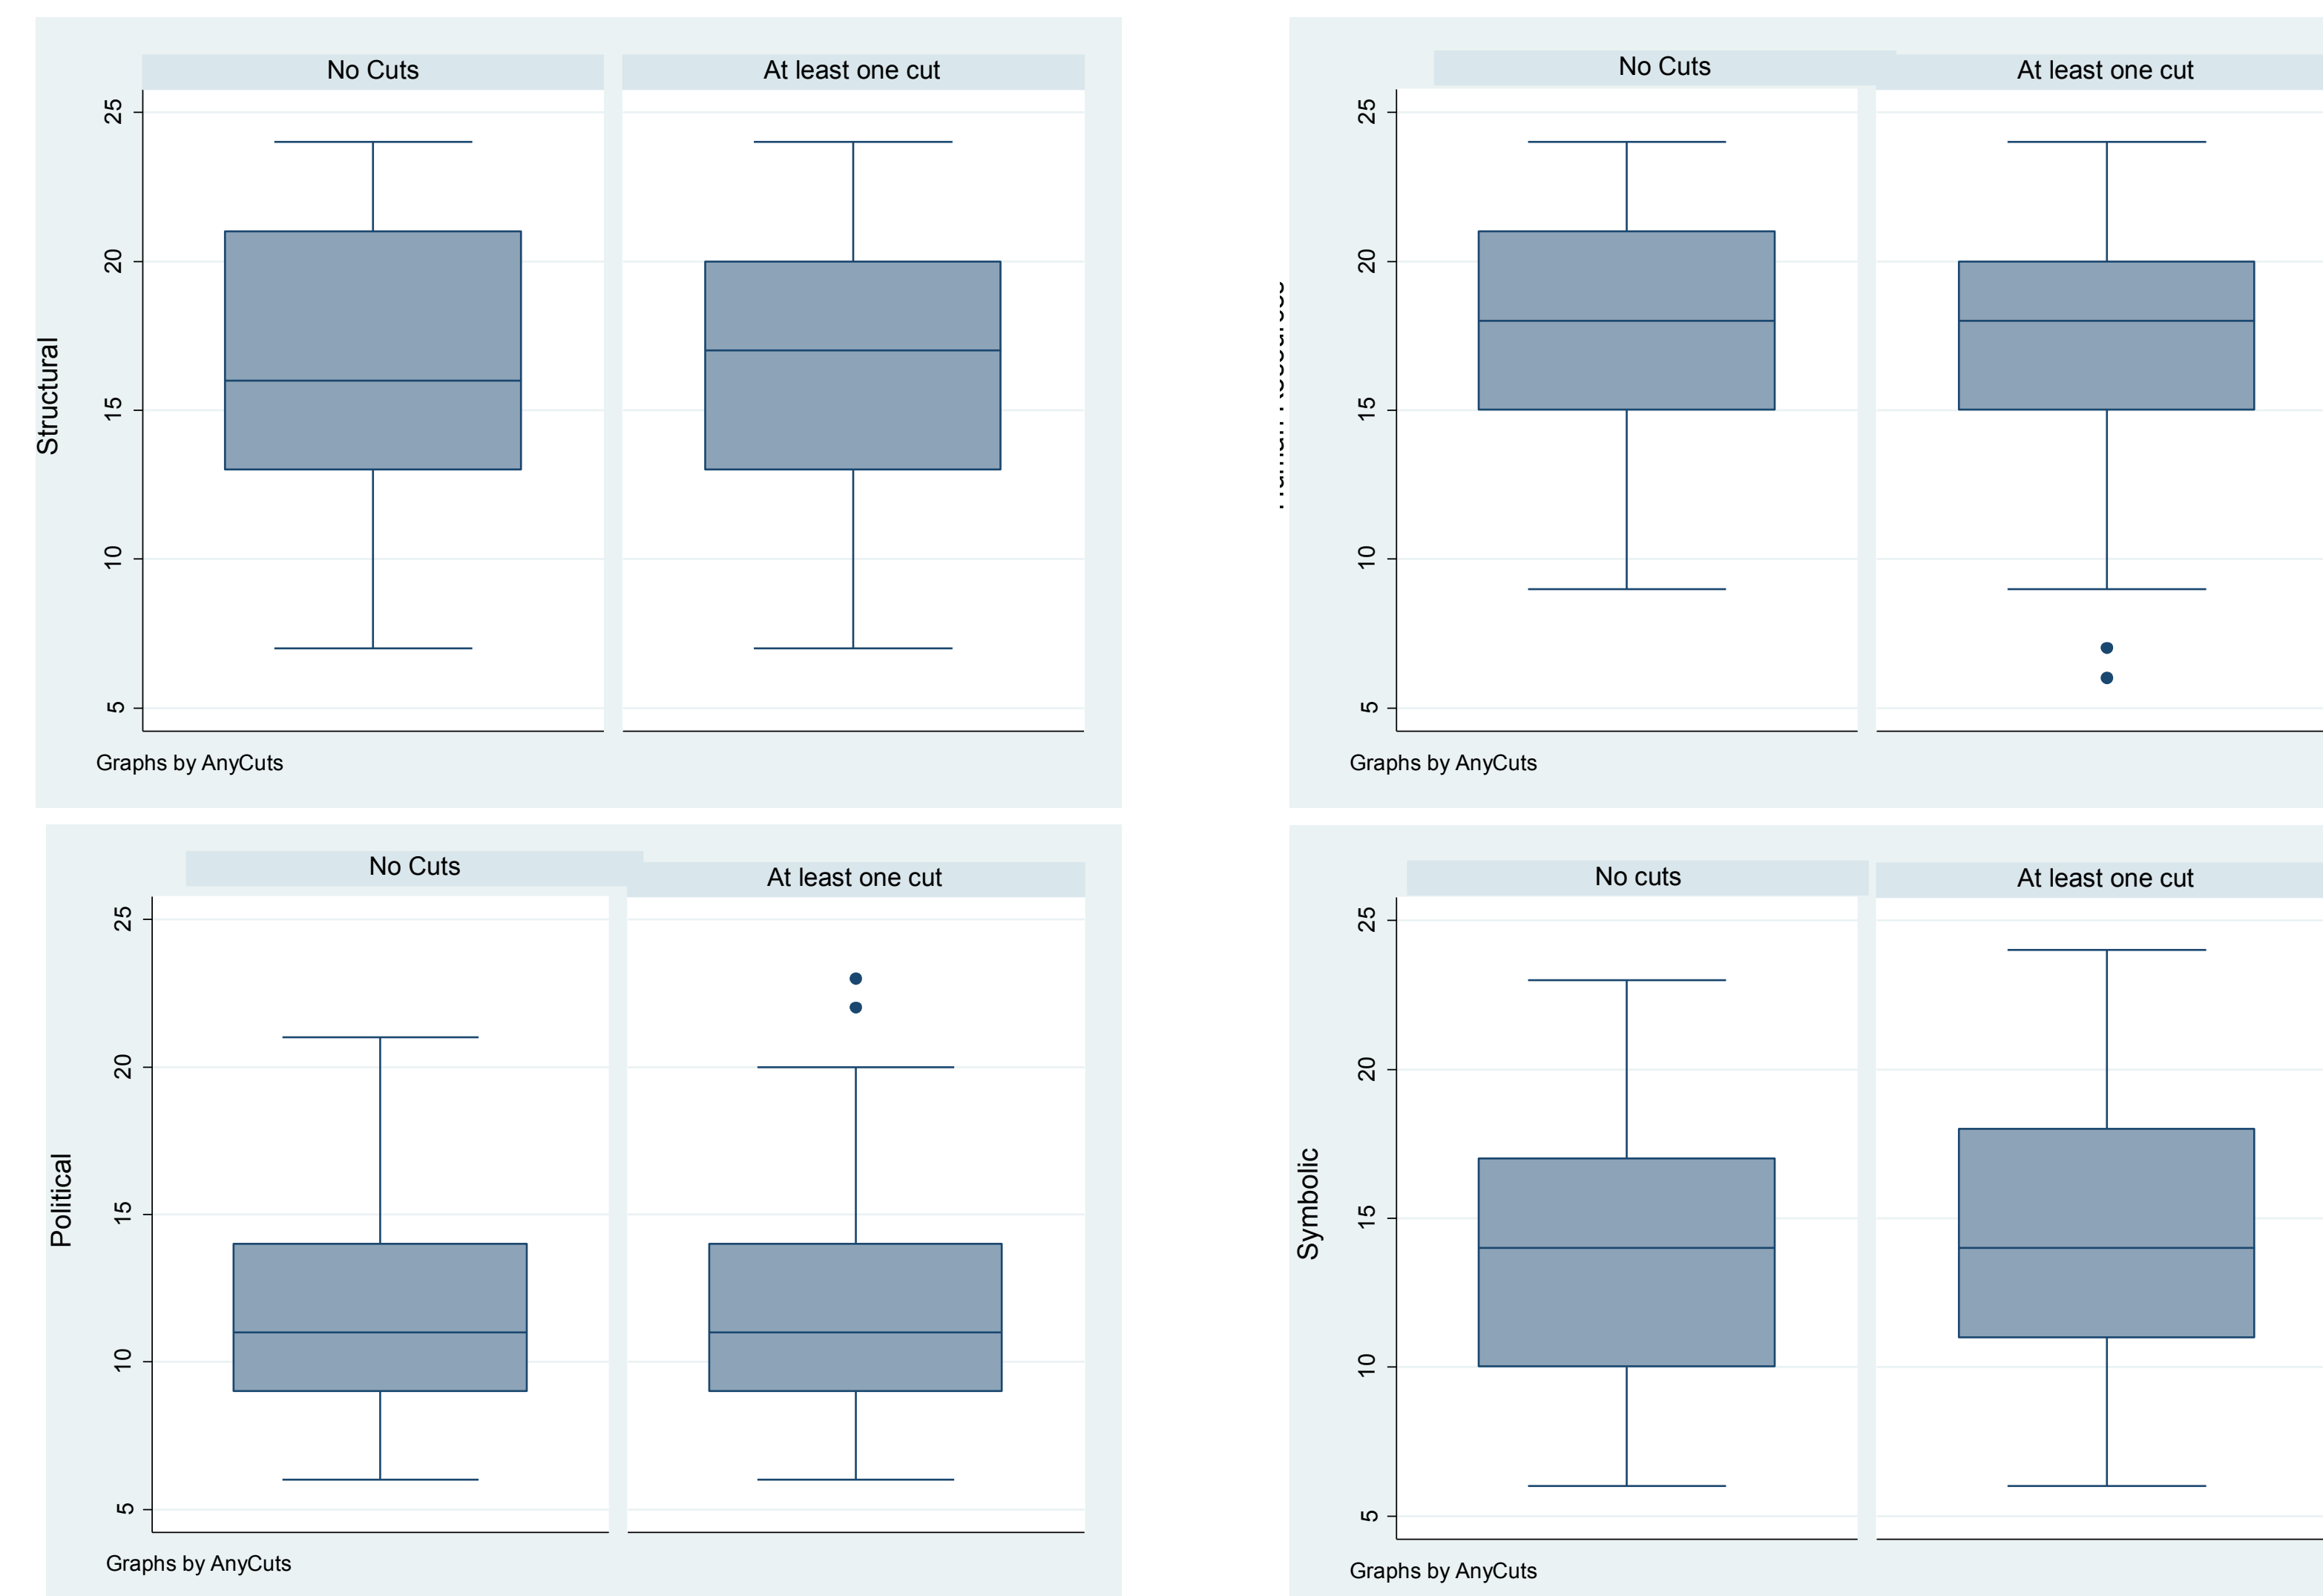 No Cuts
At least one cut
25
20
15
10
5
Structural
Graphs by AnyCuts
No Cuts
At least one cut
25
20
15
10
5
Graphs by AnyCuts
No Cuts
At least one cut
25
20
15
10
5
Political
Graphs by AnyCuts
No cuts
At least one cut
25
20
15
10
5
Symbolic
Graphs by AnyCuts